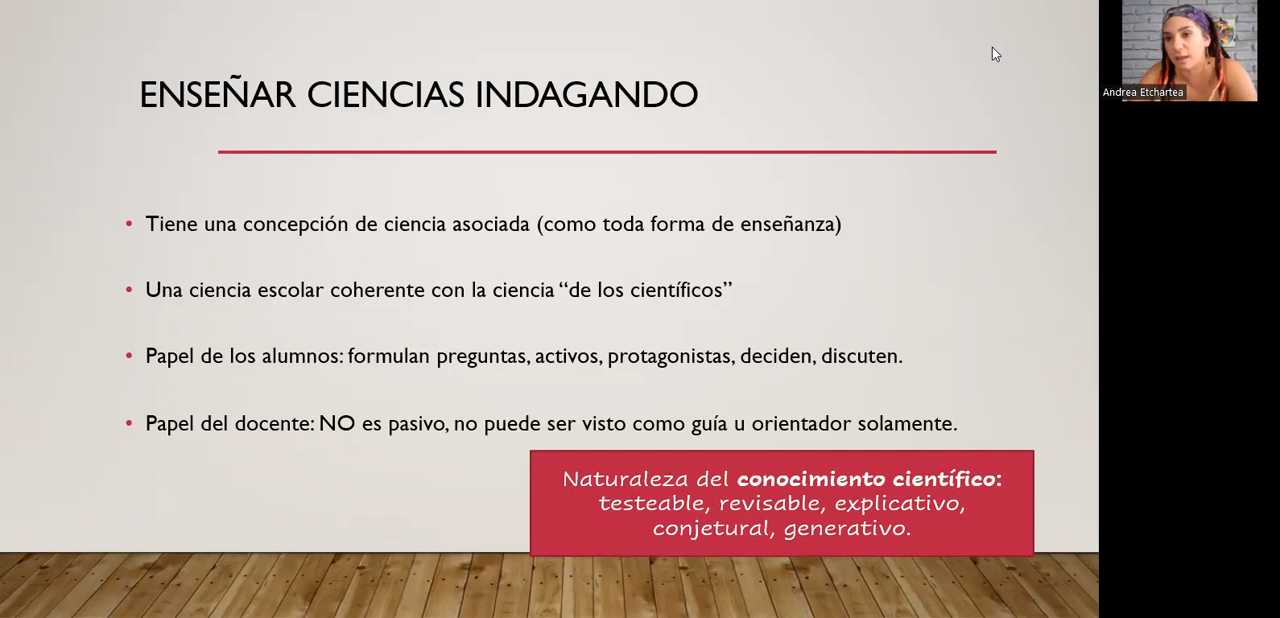 ENSEÑAR CIENCIAS INDAGANDO
Andrea Etchartea
• Tiene una concepción de ciencia asociada (como toda forma de enseñanza)
• Una ciencia escolar coherente con la ciencia “de los científicos”
• Papel de los alumnos: formulan preguntas, activos, protagonistas, deciden, discuten.
• Papel del docente: NO es pasivo, no puede ser visto como guía u orientador solamente.
Naturaleza del conocimiento científico:
testeable, revisable, explicativo,
conjetural, generativo.